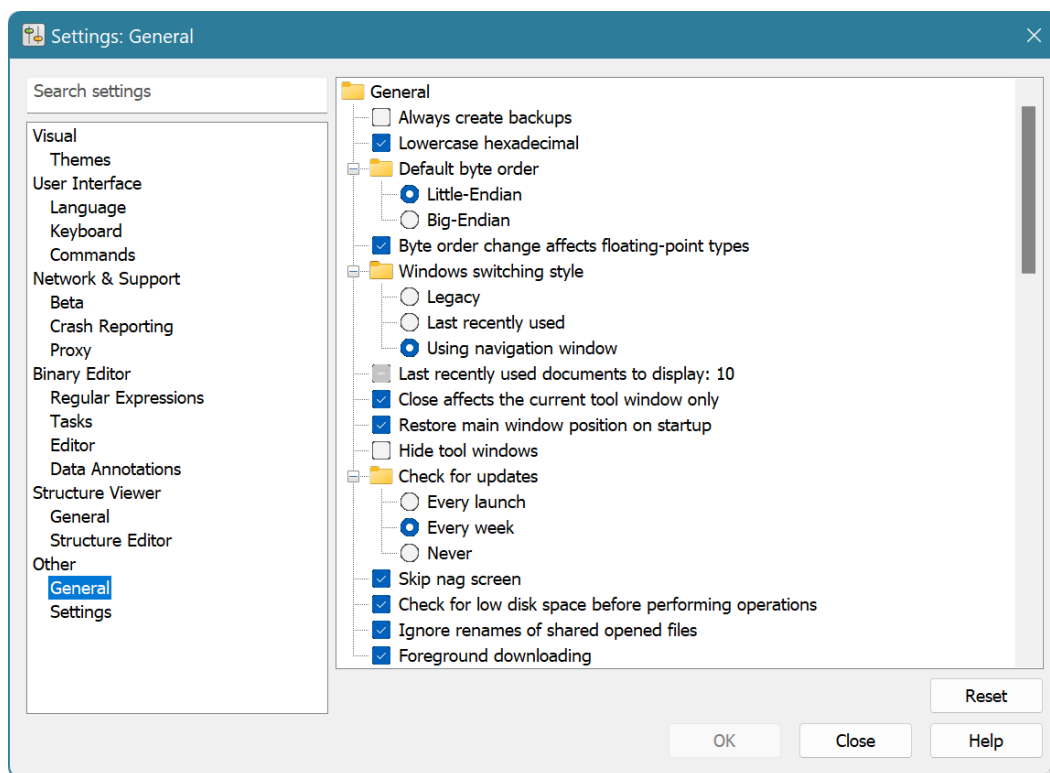 Settings: General
Search settings
Visual
Themes
User Interface
Language
Keyboard
Commands
Network & Support
Beta
Crash Reporting
Proxy
Binary Editor
Regular Expressions
Tasks
Editor
Data Annotations
Structure Viewer
General
Structure Editor
Other
General
Settings
General
Always create backups
Lowercase hexadecimal
Default byte order
Little-Endian
Big-Endian
Byte order change affects floating-point types
Windows switching style
Legacy
Last recently used
Using navigation window
Last recently used documents to display: 10
Close affects the current tool window only
Restore main window position on startup
Hide tool windows
Check for updates
Every launch
Every week
Never
Skip nag screen
Check for low disk space before performing operations
Ignore renames of shared opened files
Foreground downloading
Reset
OK
Close
Help